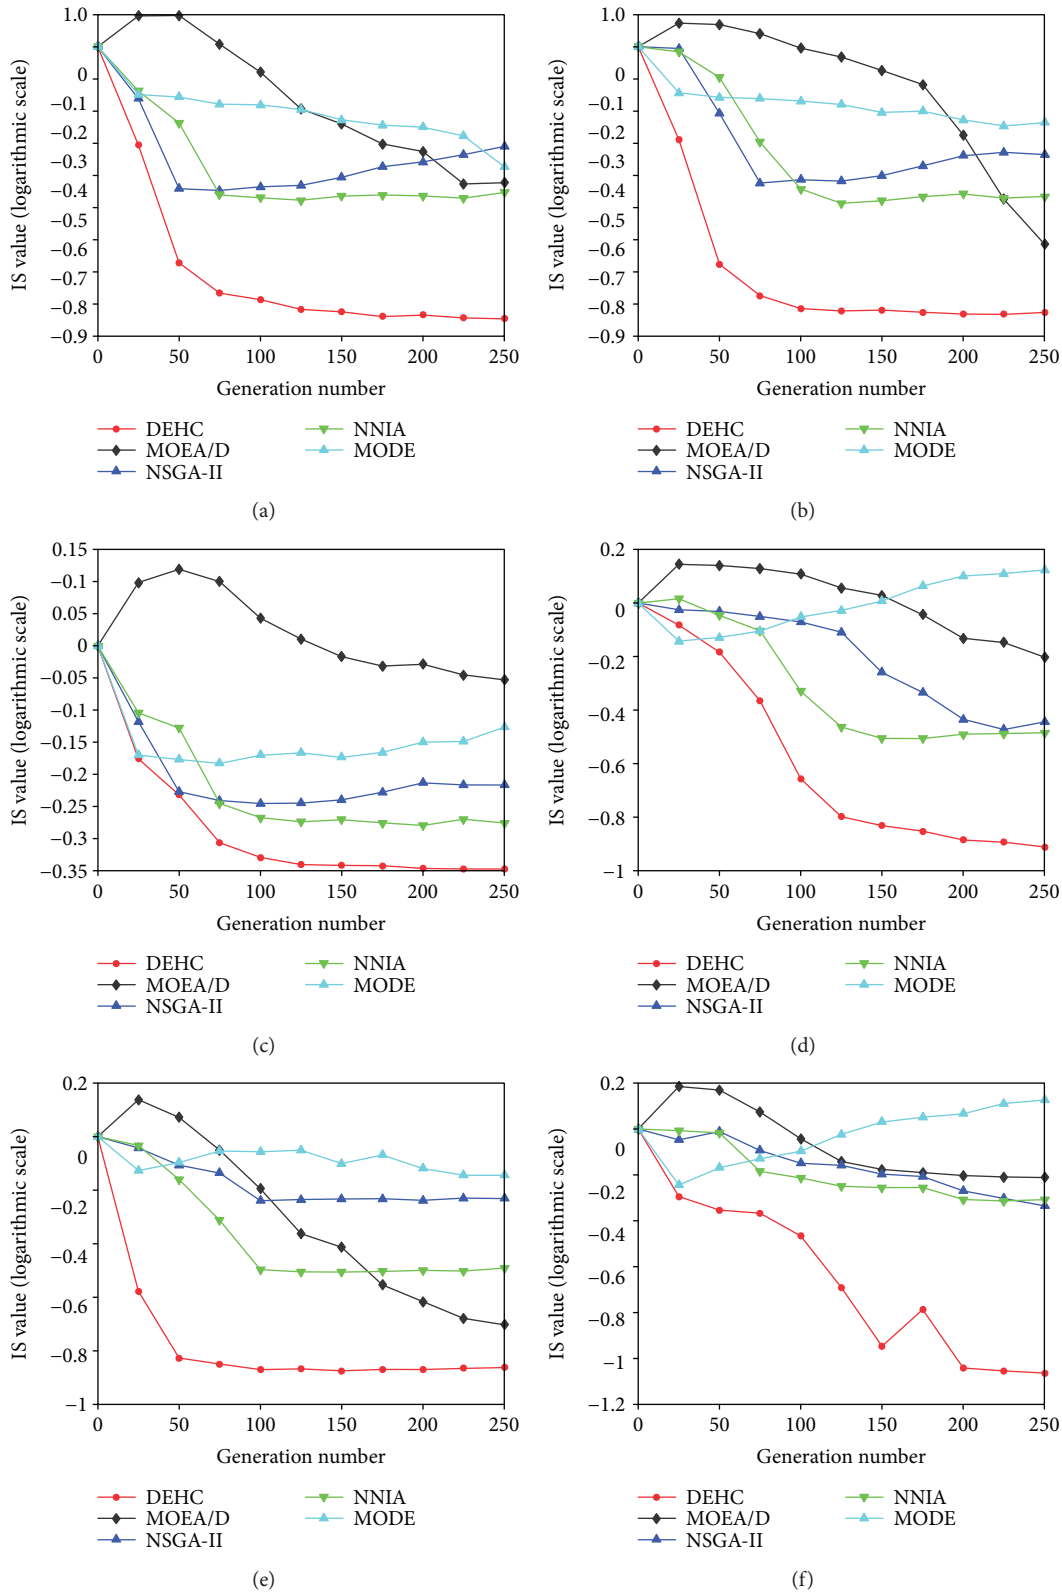 1.0
0
−0.1
−0.2
−0.3
−0.4
−0.5
−0.6
−0.7
−0.8
−0.9
IS value (logarithmic scale)
0 50 100 150 200 250
Generation number
DEHC
MOEA/D
NSGA-II
NNIA
MODE
(a)
1.0
0
−0.1
−0.2
−0.3
−0.4
−0.5
−0.6
−0.7
−0.8
−0.9
IS value (logarithmic scale)
0 50 100 150 200 250
Generation number
DEHC
MOEA/D
NSGA-II
NNIA
MODE
(b)
0.15
−0.1
0.05
0
−0.05
−0.1
−0.15
−0.2
−0.25
−0.3
−0.35
IS value (logarithmic scale)
0 50 100 150 200 250
Generation number
DEHC
MOEA/D
NSGA-II
NNIA
MODE
(c)
0.2
0
−0.2
−0.4
−0.6
−0.8
−1
IS value (logarithmic scale)
0 50 100 150 200 250
Generation number
DEHC
MOEA/D
NSGA-II
NNIA
MODE
(d)
0.2
0
−0.2
−0.4
−0.6
−0.8
−1
IS value (logarithmic scale)
0 50 100 150 200 250
Generation number
DEHC
MOEA/D
NSGA-II
NNIA
MODE
(e)
0.2
0
−0.2
−0.4
−0.6
−0.8
−1
−1.2
IS value (logarithmic scale)
0 50 100 150 200 250
Generation number
DEHC
MOEA/D
NSGA-II
NNIA
MODE
(f)